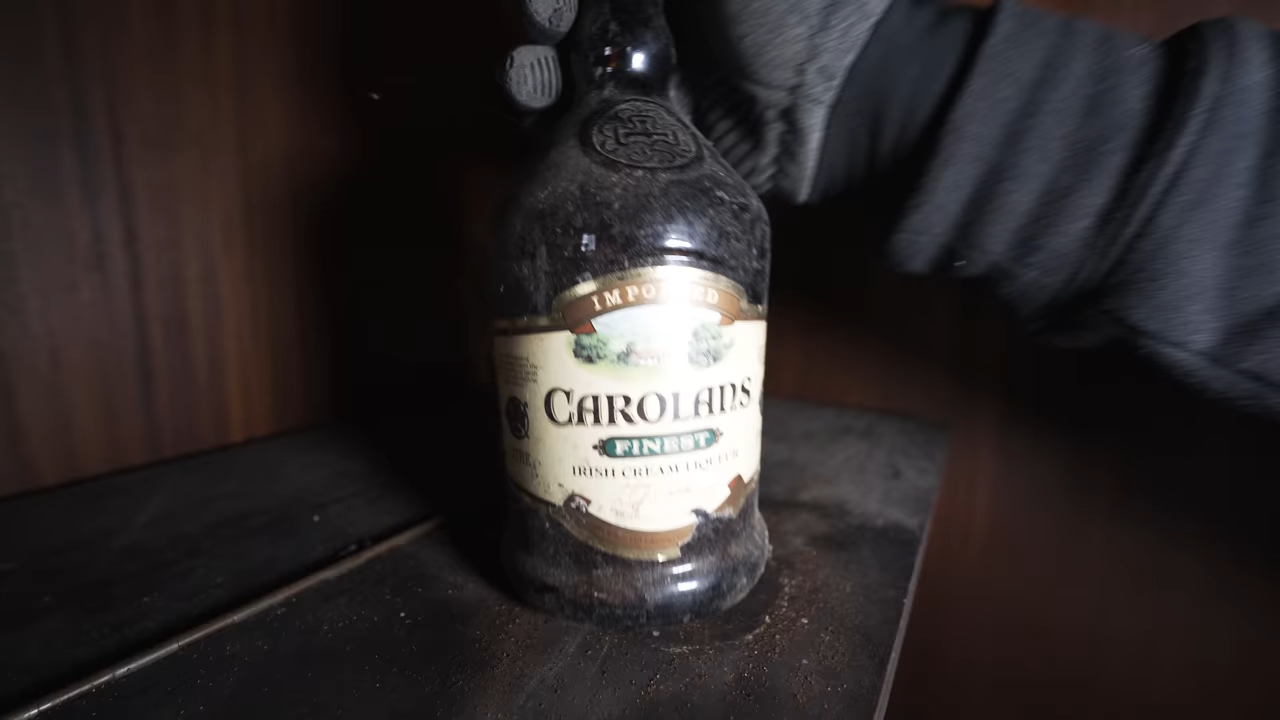 IMPORTED
CAROLANS
FINEST
IRISH CREAM LIQUEUR